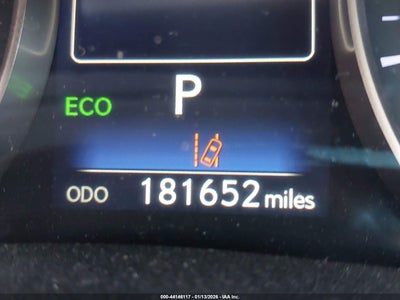 P
ECO
ODO 181652 miles
000-44146117 - 01/13/2026 - IAA Inc.